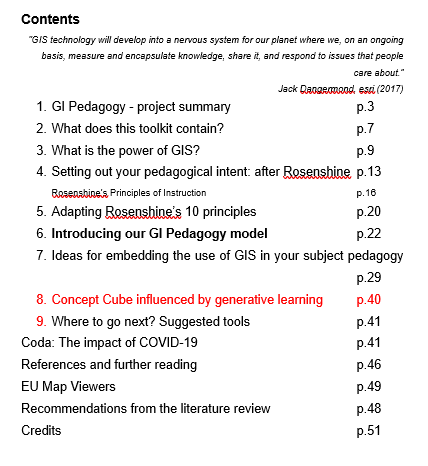 Contents
"GIS technology will develop into a nervous system for our planet where we, on an ongoing
basis, measure and encapsulate knowledge, share it, and respond to issues that people
care about."
Jack Dangermond, esri (2017)
1. GI Pedagogy - project summary p.3
2. What does this toolkit contain? p.7
3. What is the power of GIS? p.9
4. Setting out your pedagogical intent: after Rosenshine p.13
Rosenshine's Principles of Instruction p.16
5. Adapting Rosenshine's 10 principles p.20
6. Introducing our GI Pedagogy model p.22
7. Ideas for embedding the use of GIS in your subject pedagogy
p.29
8. Concept Cube influenced by generative learning p.40
9. Where to go next? Suggested tools p.41
Coda: The impact of COVID-19 p.41
References and further reading p.46
EU Map Viewers p.49
Recommendations from the literature review p.48
Credits p.51